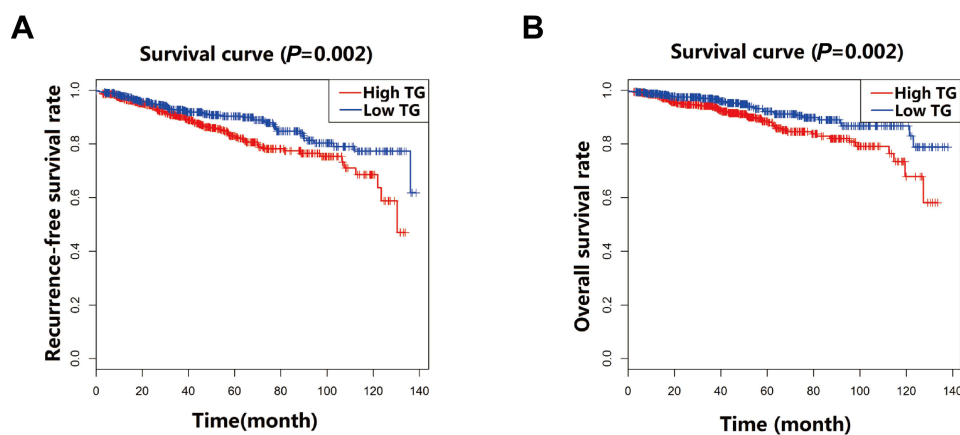 A
Survival curve (P=0.002)
High TG
Low TG
Recurrence-free survival rate
1.0
0.8
0.6
0.4
0.2
0.0
0 20 40 60 80 100 120 140
Time(month)
B
Survival curve (P=0.002)
High TG
Low TG
Overall survival rate
1.0
0.8
0.6
0.4
0.2
0.0
0 20 40 60 80 100 120 140
Time (month)